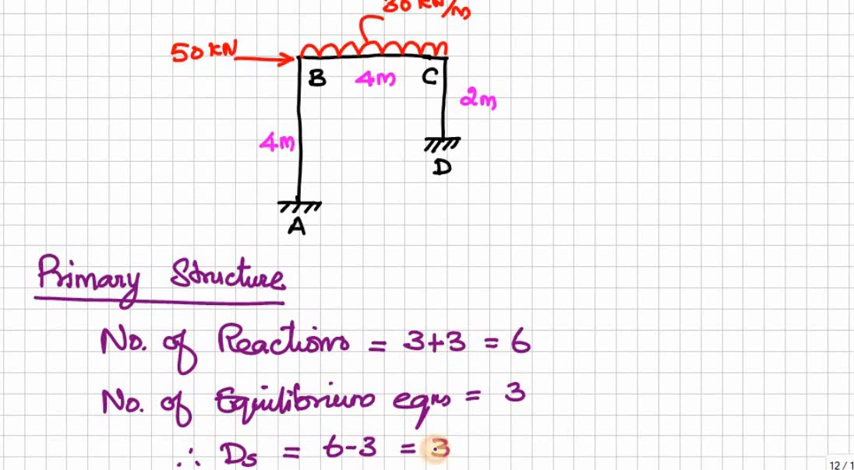 30 KN/m
50 KN
B 4m C
2m
4m
D
A
Primary Structure
No. of Reactions = 3+3 = 6
No. of Equilibrium eqns = 3
∴ Ds = 6-3 = 3
12/1